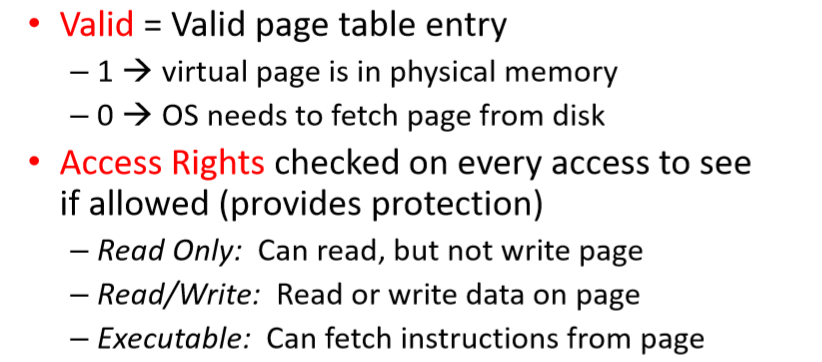 • Valid = Valid page table entry
– 1 → virtual page is in physical memory
– 0 → OS needs to fetch page from disk
• Access Rights checked on every access to see
if allowed (provides protection)
– Read Only: Can read, but not write page
– Read/Write: Read or write data on page
– Executable: Can fetch instructions from page